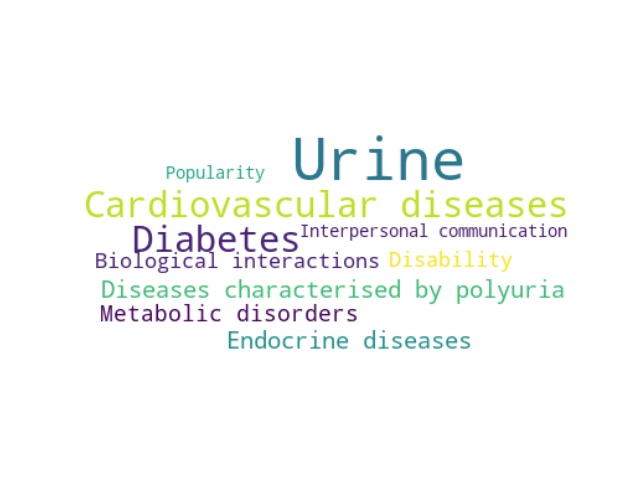 Urine
Popularity
Cardiovascular diseases
Interpersonal communication
Diabetes
Biological interactions
Disability
Diseases characterised by polyuria
Metabolic disorders
Endocrine diseases